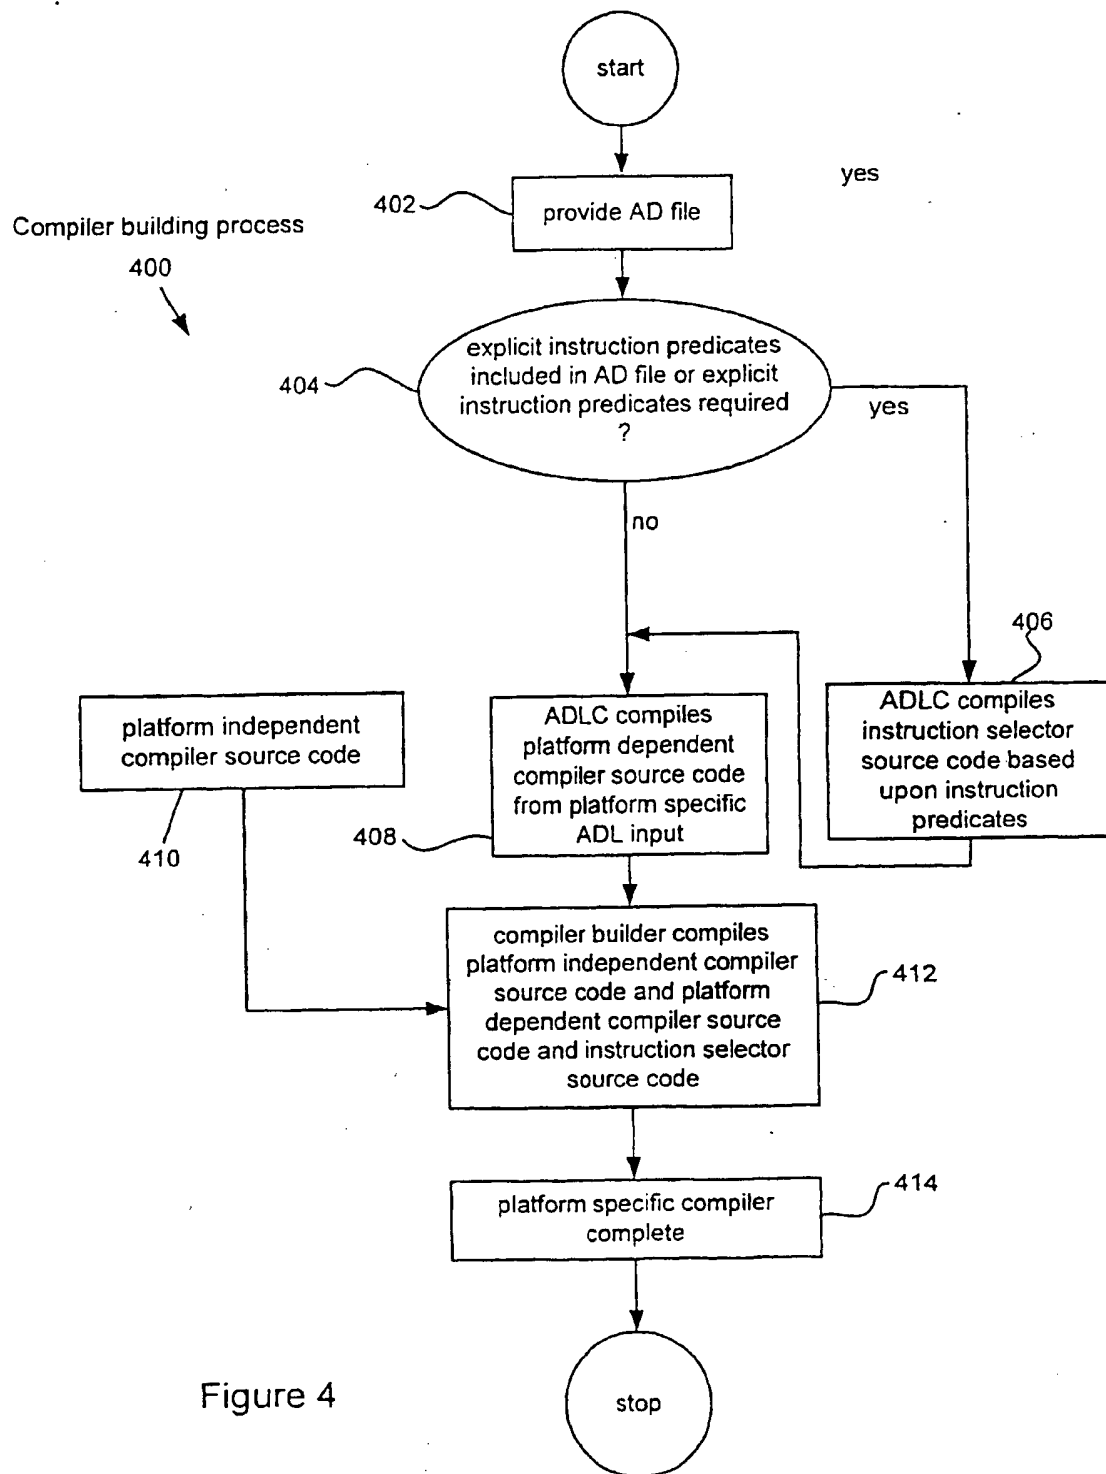 start
yes
402
provide AD file
Compiler building process
400
explicit instruction predicates
included in AD file or explicit
instruction predicates required
?
404
yes
no
406
platform independent
compiler source code
410
ADLC compiles
platform dependent
compiler source code
from platform specific
ADL input
408
ADLC compiles
instruction selector
source code based
upon instruction
predicates
compiler builder compiles
platform independent compiler
source code and platform
dependent compiler source
code and instruction selector
source code
412
platform specific compiler
complete
414
Figure 4
stop